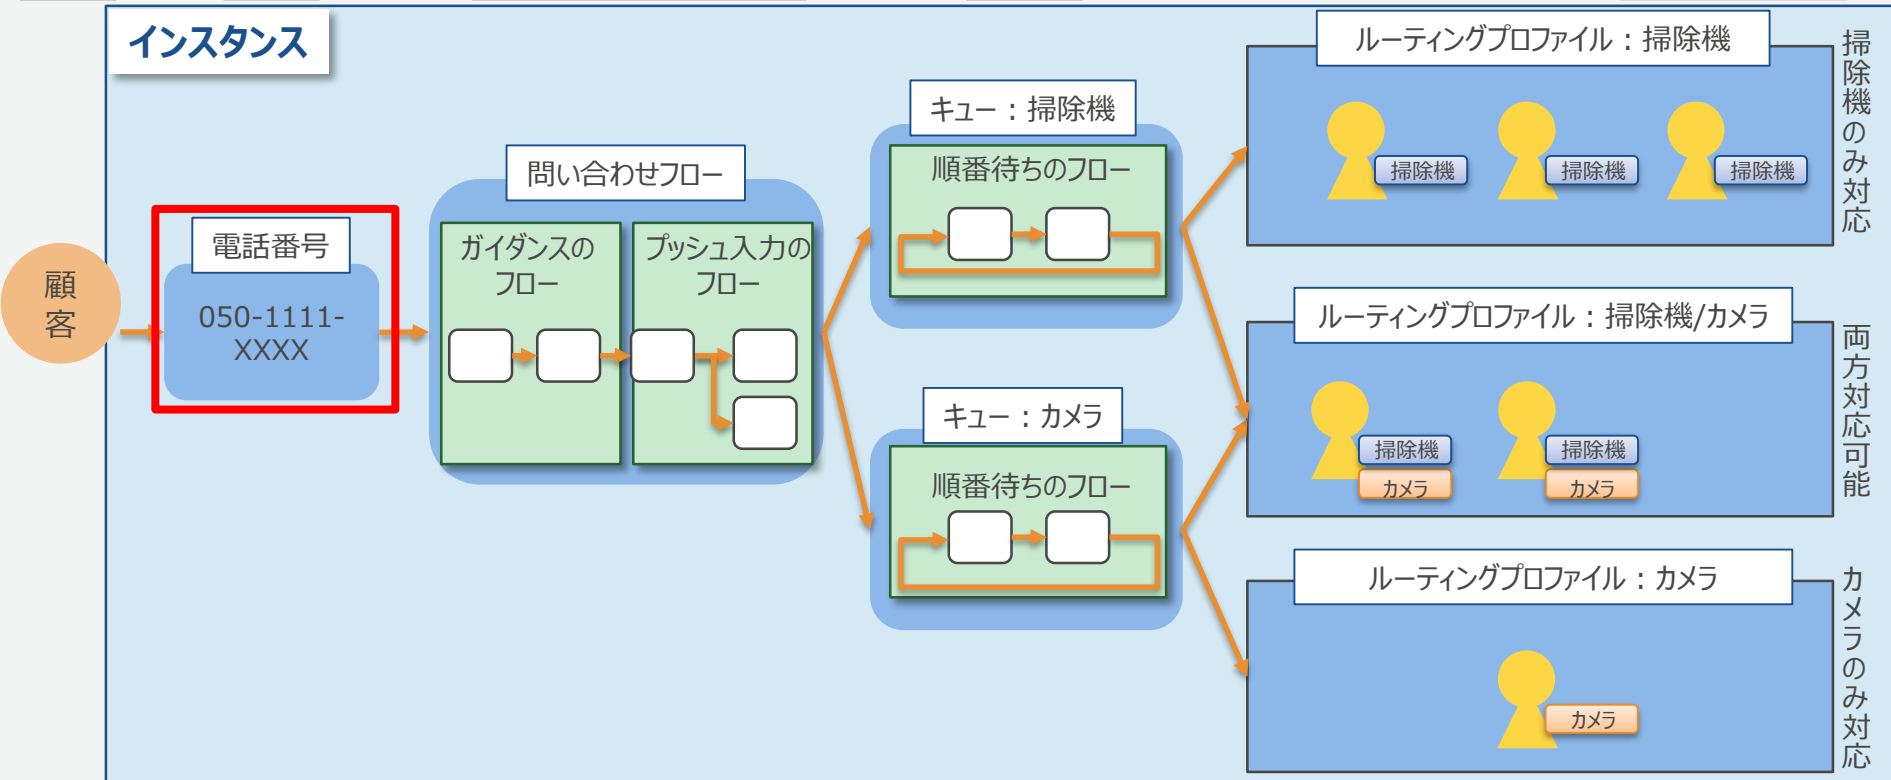 インスタンス
顧
客
電話番号
050-1111-
XXXX
問い合わせフロー
ガイダンスの
フロー
プッシュ入力の
フロー
キュー：掃除機
順番待ちのフロー
キュー：カメラ
順番待ちのフロー
ルーティングプロファイル：掃除機
掃除機
掃除機
掃除機
掃除機のみ対応
ルーティングプロファイル：掃除機/カメラ
掃除機
カメラ
掃除機
カメラ
両方対応可能
ルーティングプロファイル：カメラ
カメラ
カメラのみ対応